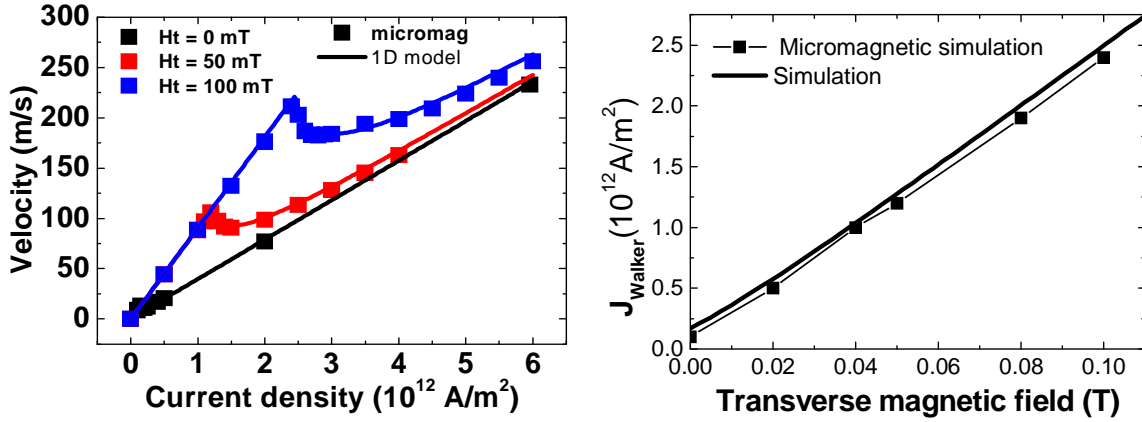 Ht = 0 mT
Ht = 50 mT
Ht = 100 mT
micromag
1D model
300
250
200
150
100
50
0
Velocity (m/s)
0 1 2 3 4 5 6
Current density (10^12 A/m^2)
Micromagnetic simulation
Simulation
2.5
2.0
1.5
1.0
0.5
0.0
J_Walker(10^12 A/m^2)
0.00 0.02 0.04 0.06 0.08 0.10
Transverse magnetic field (T)